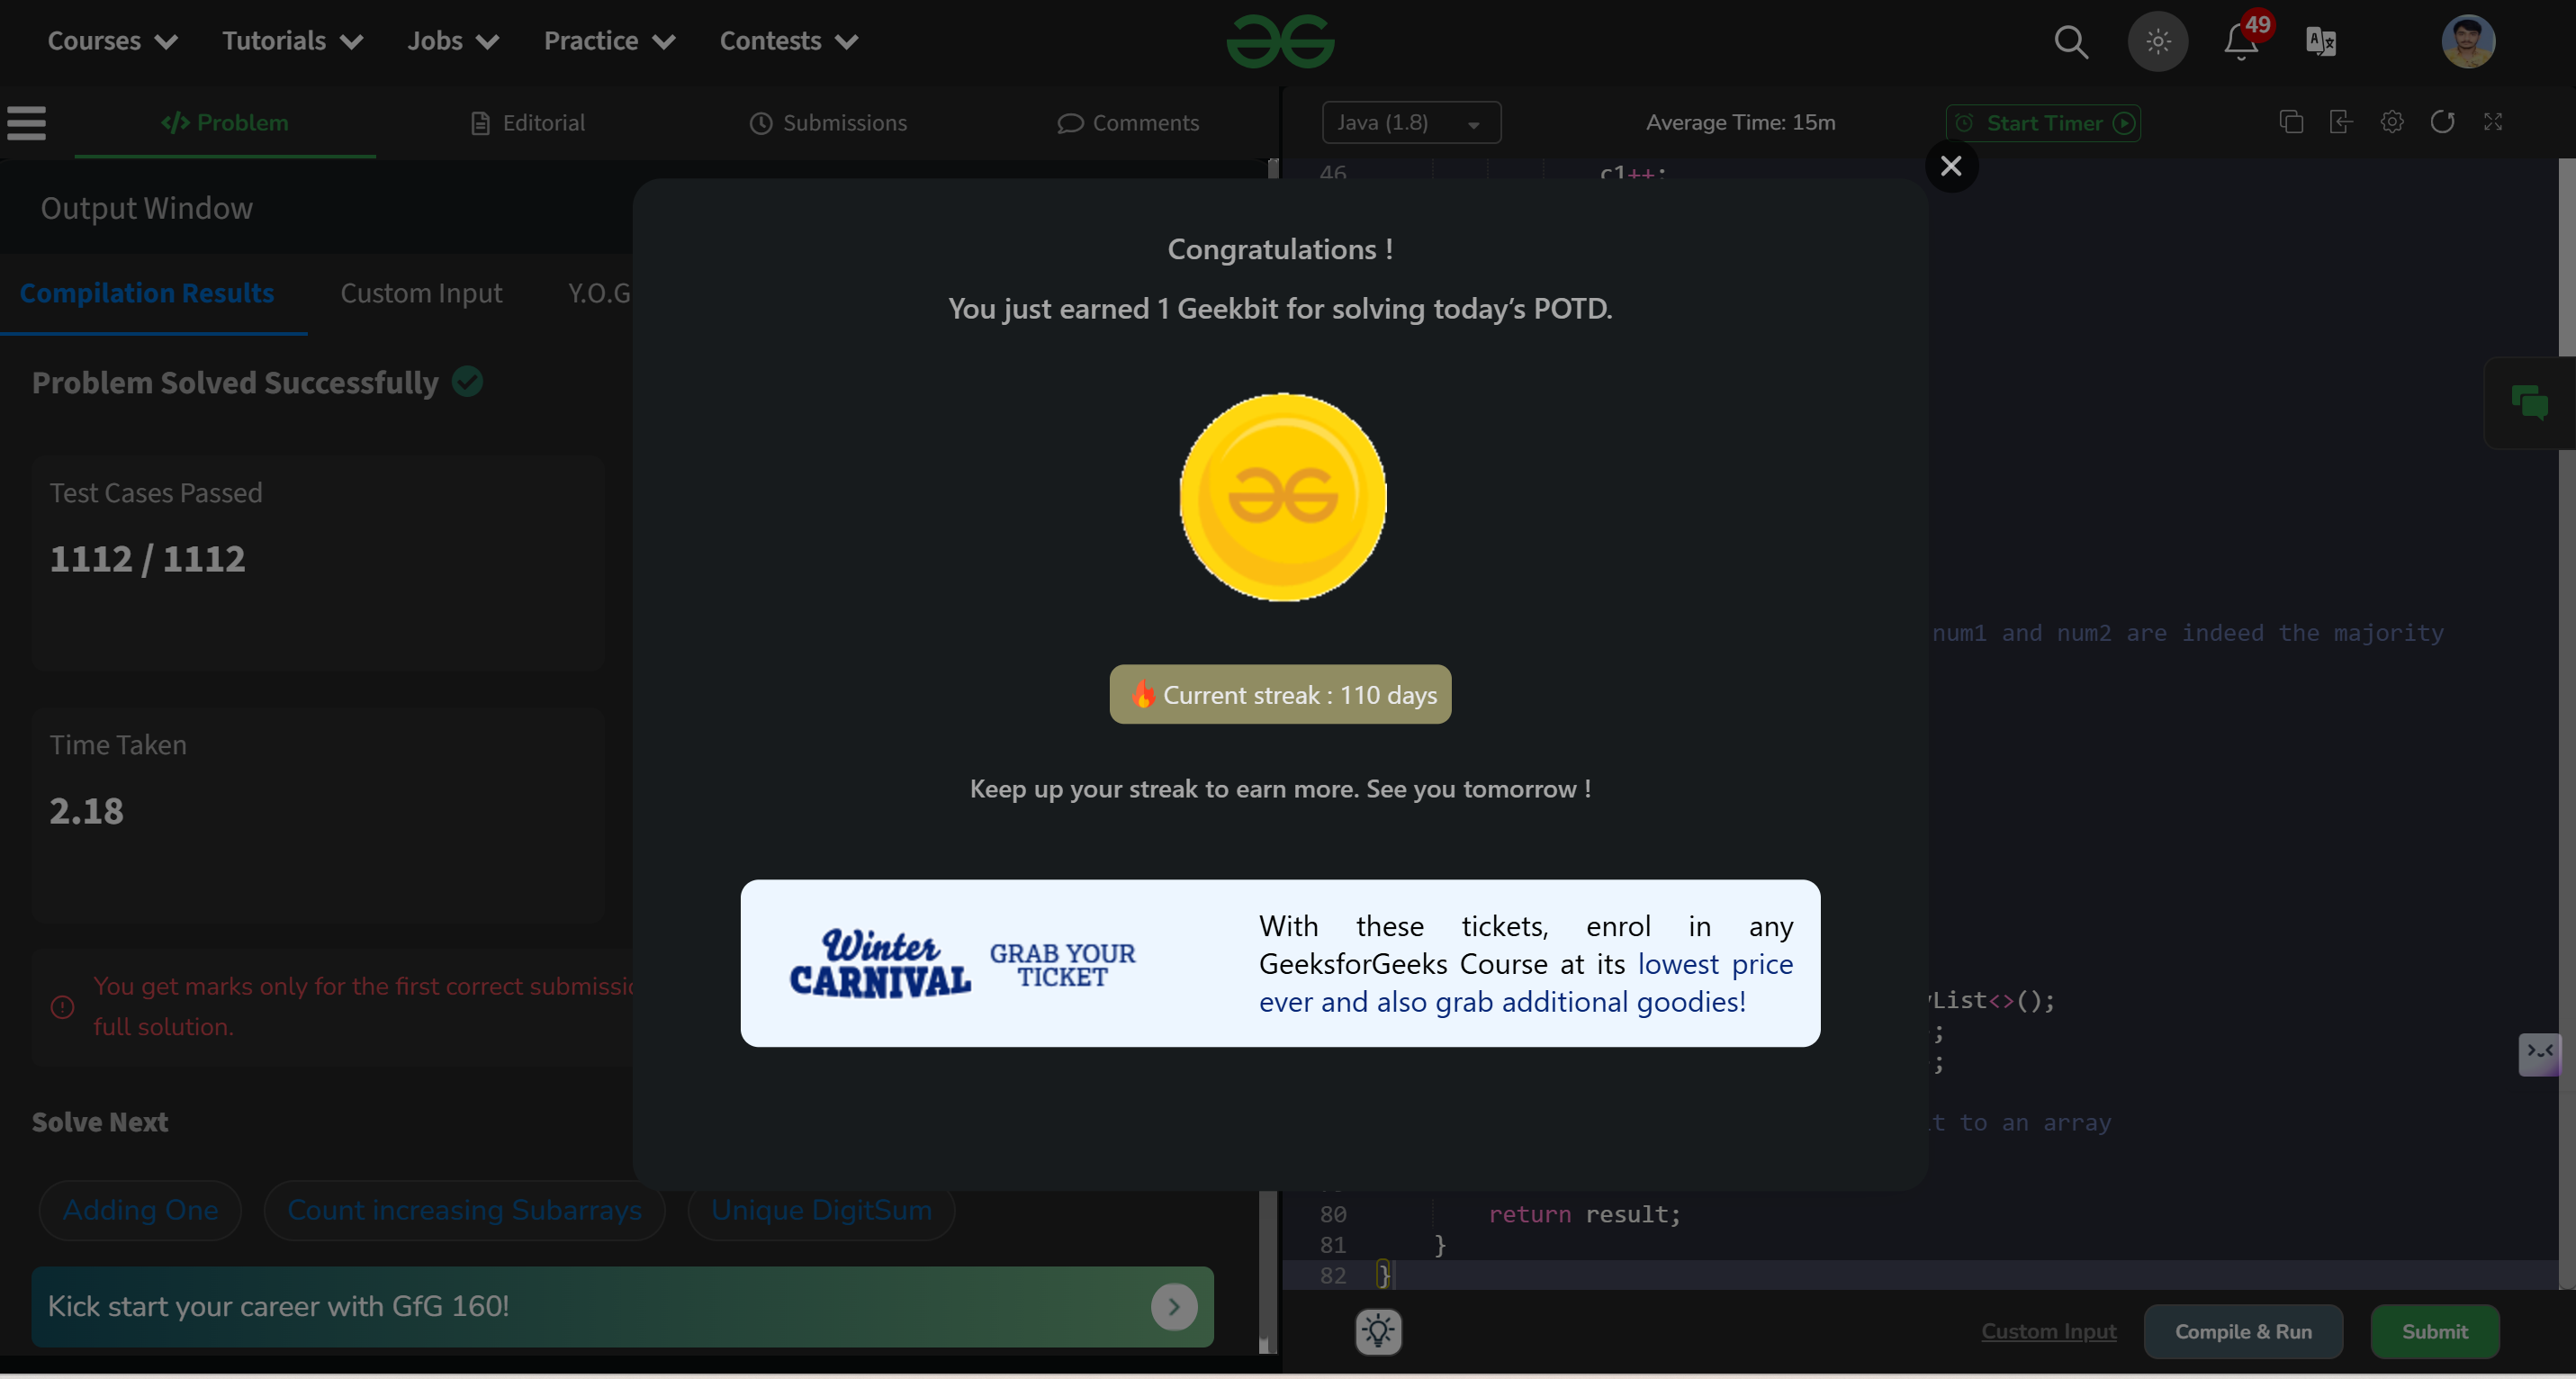 Courses Tutorials Jobs Practice Contests
49
Problem Editorial Submissions Comments
Java (1.8) Average Time: 15m Start Timer
Output Window
Compilation Results Custom Input Y.O.G
Problem Solved Successfully
Test Cases Passed
1112 / 1112
Time Taken
2.18
You get marks only for the first correct
full solution.
Solve Next
Adding One Count increasing Subarrays Unique DigitSum
Kick start your career with GfG 160!
Congratulations !
You just earned 1 Geekbit for solving today's POTD.
Current streak : 110 days
Keep up your streak to earn more. See you tomorrow !
Winter
CARNIVAL
GRAB YOUR
TICKET
With these tickets, enrol in any
GeeksforGeeks Course at its lowest price
ever and also grab additional goodies!
46 c1++;
num1 and num2 are indeed the majority
List<>();
;
;
to an array
80 return result;
81 }
82 }
Custom Input Compile & Run Submit